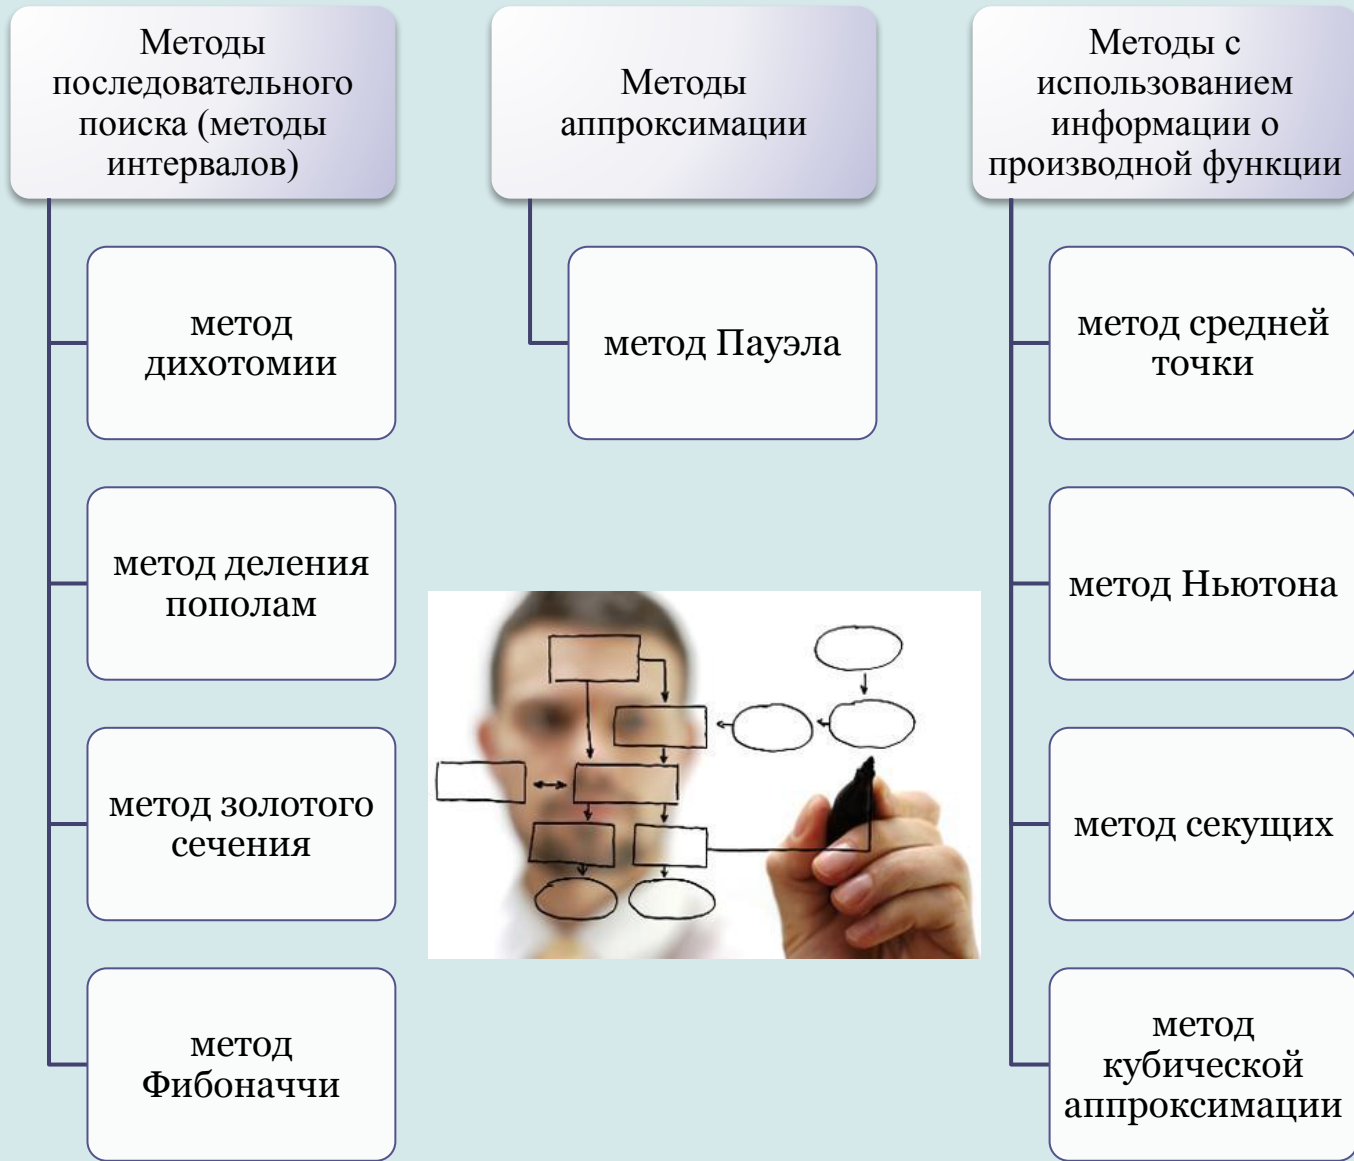 Методы
последовательного
поиска (методы
интервалов)
метод
дихотомии
метод деления
пополам
метод золотого
сечения
метод
Фибоначчи
Методы
аппроксимации
метод Пауэла
Методы с
использованием
информации о
производной функции
метод средней
точки
метод Ньютона
метод секущих
метод
кубической
аппроксимации